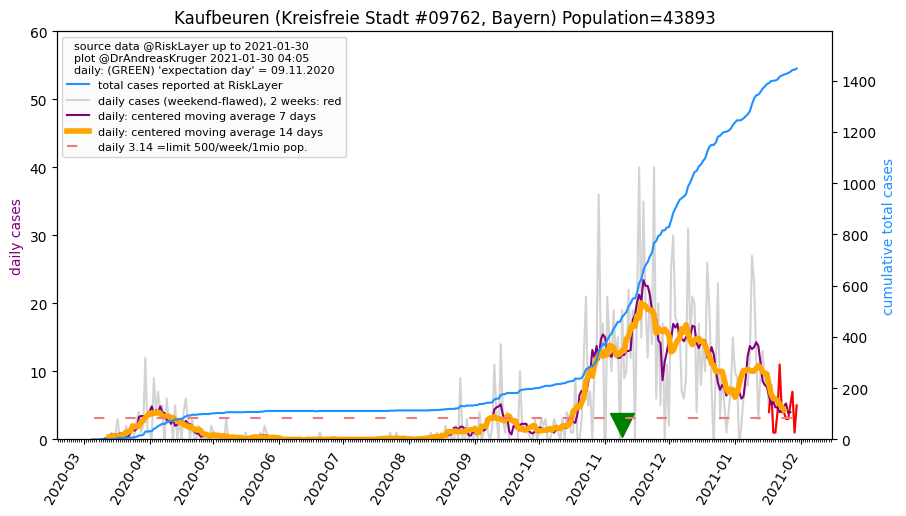 Kaufbeuren (Kreisfreie Stadt #09762, Bayern) Population=43893
source data @RiskLayer up to 2021-01-30
plot @DrAndreasKruger 2021-01-30 04:05
daily: (GREEN) 'expectation day' = 09.11.2020
total cases reported at RiskLayer
daily cases (weekend-flawed), 2 weeks: red
daily: centered moving average 7 days
daily: centered moving average 14 days
daily 3.14 =limit 500/week/1mio pop.
daily cases
60
50
40
30
20
10
0
cumulative total cases
1400
1200
1000
800
600
400
200
0
2020-03
2020-04
2020-05
2020-06
2020-07
2020-08
2020-09
2020-10
2020-11
2020-12
2021-01
2021-02